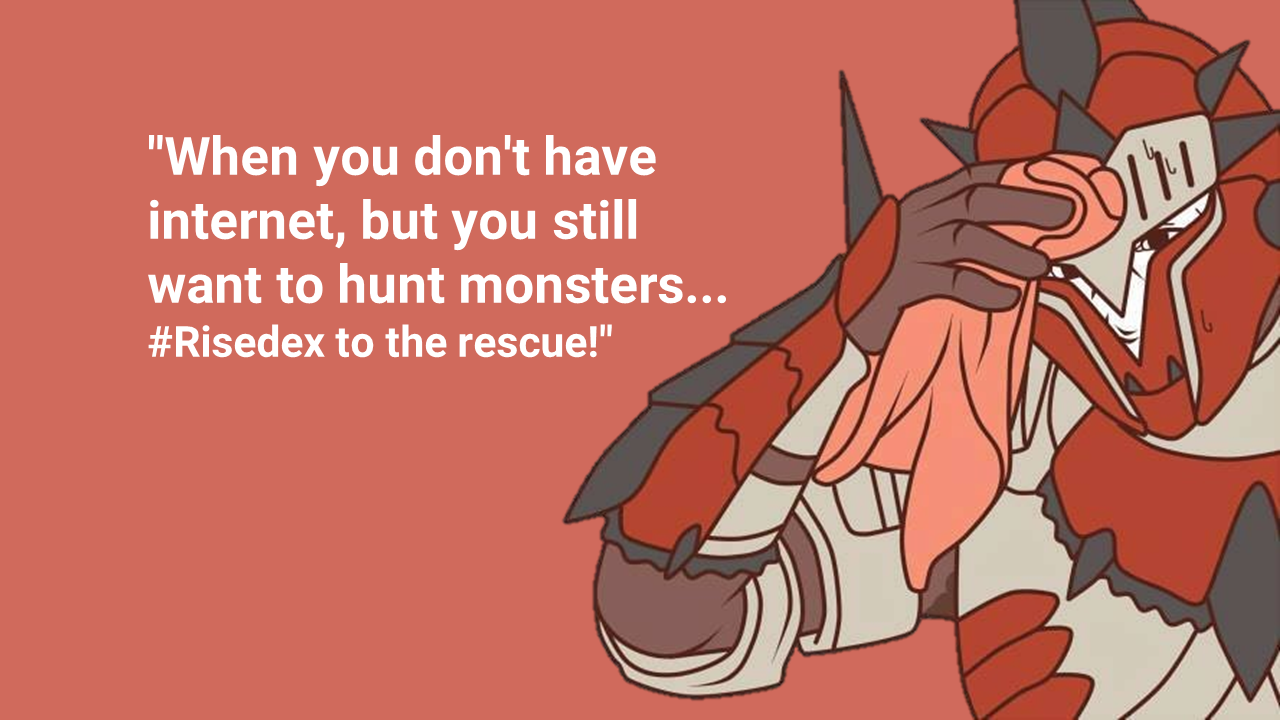 "When you don't have
internet, but you still
want to hunt monsters...
#Risedex to the rescue!"